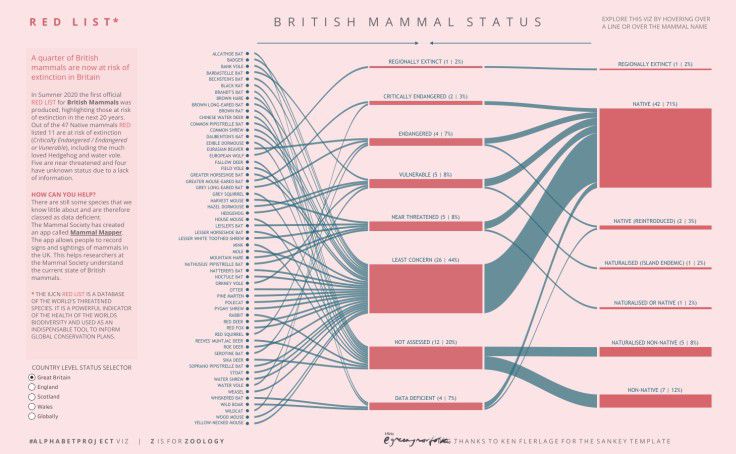 RED LIST*
BRITISH MAMMAL STATUS
EXPLORE THIS VIZ BY HOVERING OVER
A LINE OR OVER THE MAMMAL NAME
A quarter of British
mammals are now at risk of
extinction in Britain
In Summer 2020 the first official
RED LIST for British Mammals was
produced, highlighting those at risk
of extinction in the next 20 years.
Out of the 47 Native mammals RED
listed 11 are at risk of extinction
(Critically Endangered / Endangered
or Vunerable), including the much
loved Hedgehog and water vole.
Five are near threatened and four
have unknown status due to a lack
of information.
HOW CAN YOU HELP?
There are still some species that we
know little about and are therefore
classed as data deficient.
The Mammal Society has created
an app called Mammal Mapper.
The app allows people to record
signs and sightings of mammals in
the UK. This helps researchers at
the Mammal Society understand
the current state of British
mammals.
* THE IUCN RED LIST IS A DATABASE
OF THE WORLD'S THREATENED
SPECIES. IT IS A POWERFUL INDICATOR
OF THE HEALTH OF THE WORLDS
BIODIVERSITY AND USED AS AN
INDISPENSABLE TOOL TO INFORM
GLOBAL CONSERVATION PLANS.
COUNTRY LEVEL STATUS SELECTOR
Great Britain
England
Scotland
Wales
Globally
ALCATHOE BAT
BADGER
BANK VOLE
BARBASTELLE BAT
BECHSTEIN'S BAT
BLACK RAT
BRANDT'S BAT
BROWN HARE
BROWN LONG-EARED BAT
BROWN RAT
CHINESE WATER DEER
COMMON PIPISTRELLE BAT
COMMON SHREW
DAUBENTON'S BAT
EDIBLE DORMOUSE
EURASIAN BEAVER
EUROPEAN WOLF
FALLOW DEER
FIELD VOLE
GREATER HORSESHOE BAT
GREATER MOUSE-EARED BAT
GREY LONG-EARED BAT
GREY SQUIRREL
HARVEST MOUSE
HAZEL DORMOUSE
HEDGEHOG
HOUSE MOUSE
LEISLER'S BAT
LESSER HORSESHOE BAT
LESSER WHITE TOOTHED SHREW
MINK
MOLE
MOUNTAIN HARE
NATHUSIUS' PIPISTRELLE BAT
NATTERER'S BAT
NOCTULE BAT
ORKNEY VOLE
OTTER
PINE MARTEN
POLECAT
PYGMY SHREW
RABBIT
RED DEER
RED FOX
RED SQUIRREL
REEVES MUNTJAC DEER
ROE DEER
SEROTINE BAT
SIKA DEER
SOPRANO PIPISTRELLE BAT
STOAT
WATER SHREW
WATER VOLE
WEASEL
WHISKERED BAT
WILD BOAR
WILDCAT
WOOD MOUSE
YELLOW-NECKED MOUSE
REGIONALLY EXTINCT (1 | 2%)
CRITICALLY ENDANGERED (2 | 3%)
ENDANGERED (4 | 7%)
VULNERABLE (5 | 8%)
NEAR THREATENED (5 | 8%)
LEAST CONCERN (26 | 44%)
NOT ASSESSED (12 | 20%)
DATA DEFICIENT (4 | 7%)
REGIONALLY EXTINCT (1 | 2%)
NATIVE (42 | 71%)
NATIVE (REINTRODUCED) (2 | 3%)
NATURALISED (ISLAND ENDEMIC) (1 | 2%)
NATURALISED OR NATIVE (1 | 2%)
NATURALISED NON-NATIVE (5 | 8%)
NON-NATIVE (7 | 12%)
#ALPHABETPROJECT VIZ | Z IS FOR ZOOLOGY
THANKS TO KEN FLERLAGE FOR THE SANKEY TEMPLATE